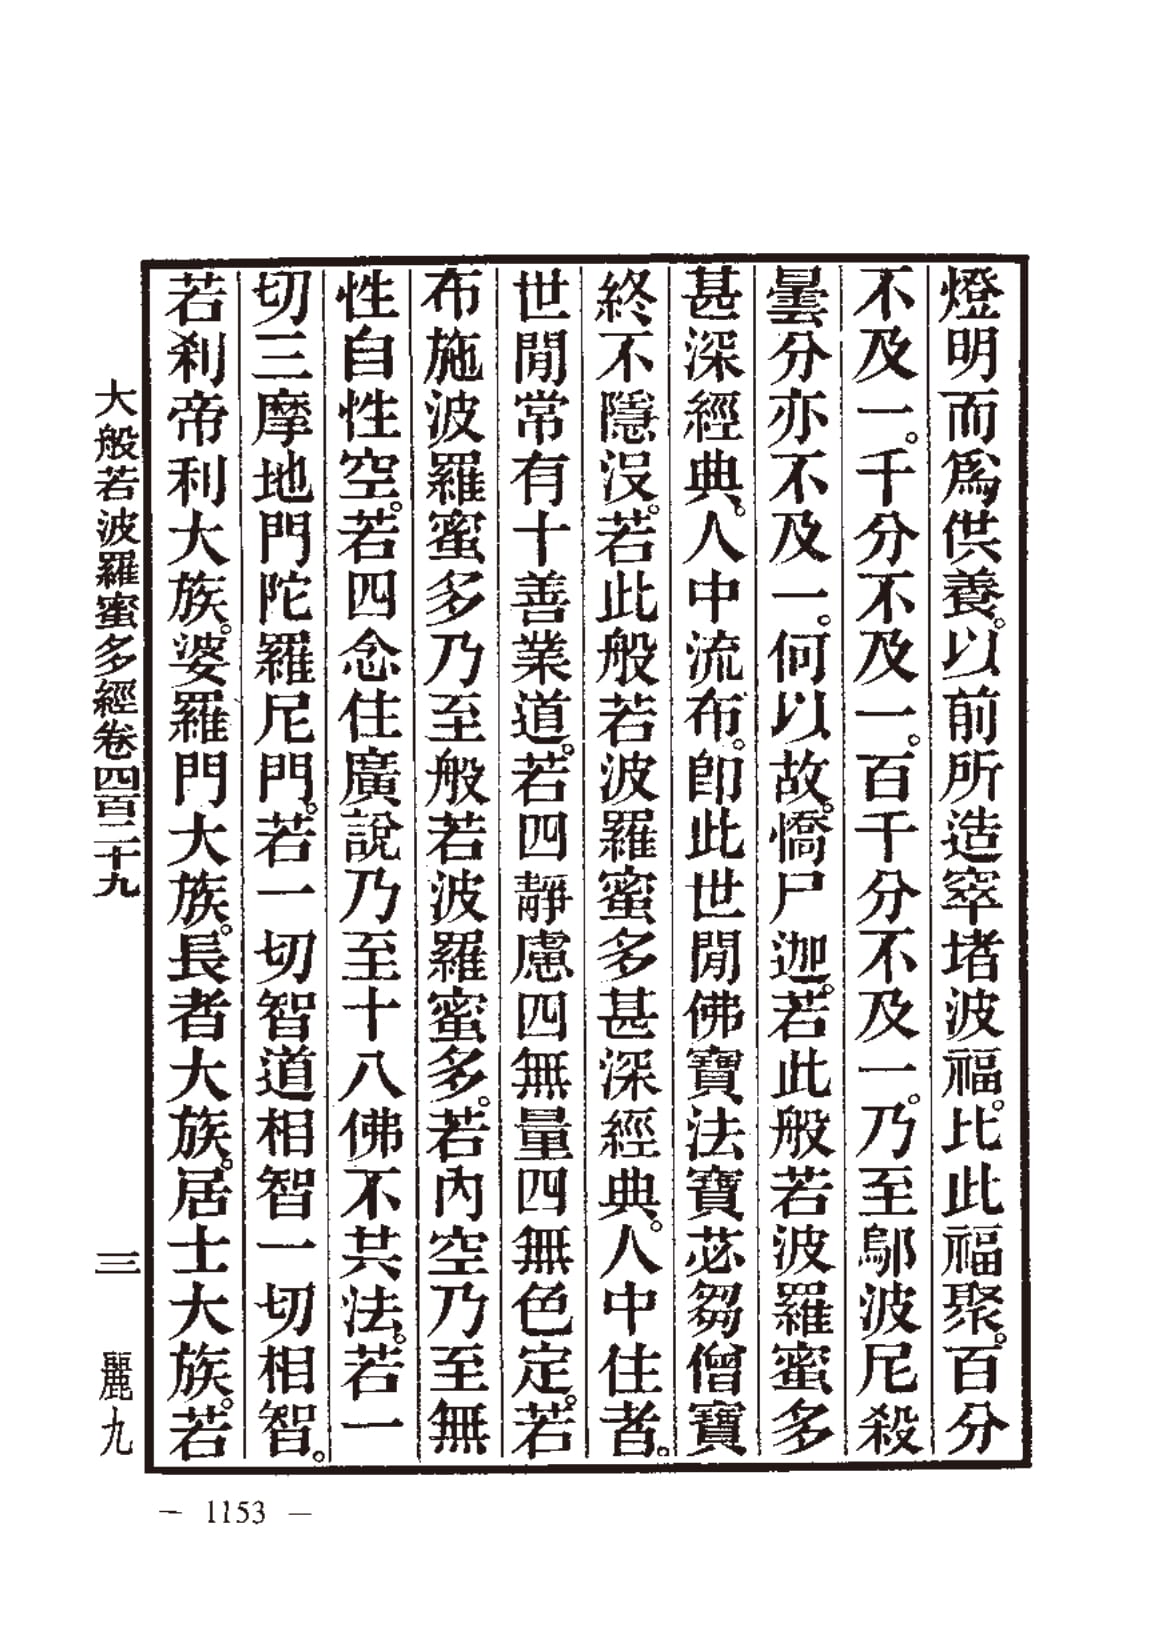 燈明而爲供養。以前所造窣堵波福。比此福聚。百分
不及一。千分不及一。百千分不及一。乃至鄔波尼殺
曇分亦不及一。何以故。憍尸迦。若此般若波羅蜜多
甚深經典。人中流布。卽此世閒佛寶法寶苾芻僧寶
終不隱沒。若此般若波羅蜜多甚深經典。人中住者。
世閒常有十善業道。若四靜慮四無量四無色定。若
布施波羅蜜多乃至般若波羅蜜多。若內空乃至無
性自性空。若四念住廣說乃至十八佛不共法。若一
切三摩地門陀羅尼門。若一切智道相智一切相智。
若刹帝利大族。婆羅門大族。長者大族。居士大族。若
大般若波羅蜜多經卷四百二十九 三 麗九
— 1153 —